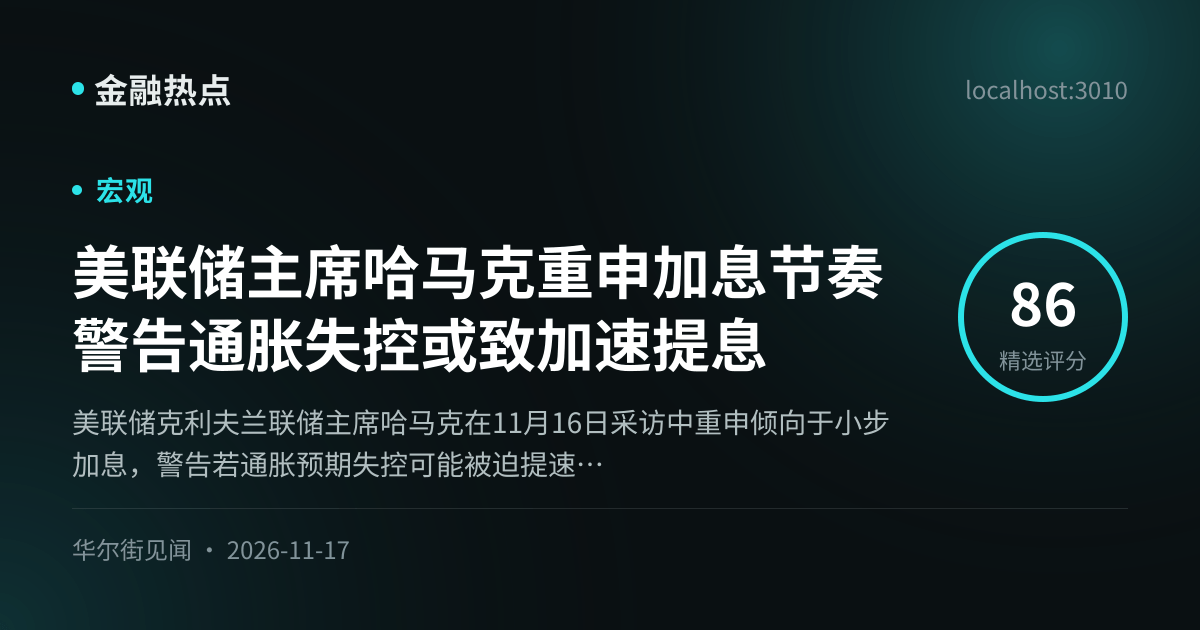 金融热点
localhost:3010
宏观
美联储主席哈马克重申加息节奏
警告通胀失控或致加速提息
86
精选评分
美联储克利夫兰联储主席哈马克在11月16日采访中重申倾向于小步
加息，警告若通胀预期失控可能被迫提速…
华尔街见闻 · 2026-11-17